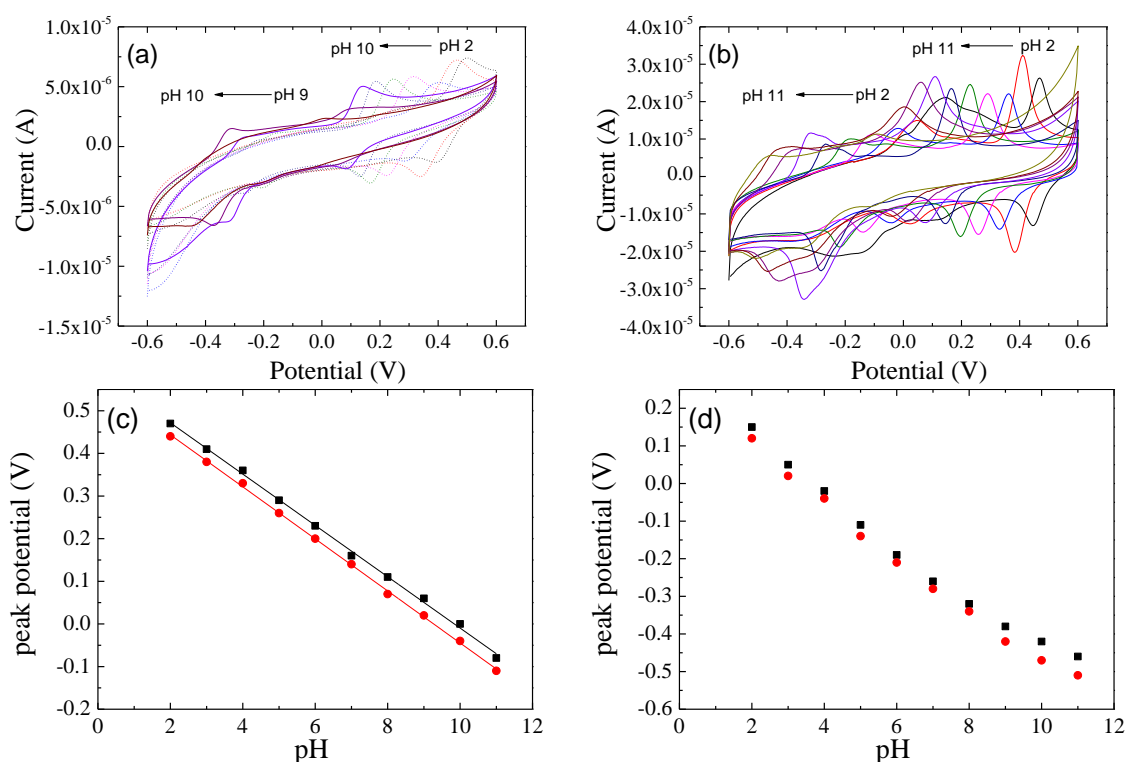 (a)
pH 10 pH 2
pH 10 pH 9
1.0x10⁻⁵
5.0x10⁻⁶
0.0
-5.0x10⁻⁶
-1.0x10⁻⁵
-1.5x10⁻⁵
Current (A)
-0.6 -0.4 -0.2 0.0 0.2 0.4 0.6
Potential (V)
(b)
pH 11 pH 2
pH 11 pH 2
4.0x10⁻⁵
3.0x10⁻⁵
2.0x10⁻⁵
1.0x10⁻⁵
0.0
-1.0x10⁻⁵
-2.0x10⁻⁵
-3.0x10⁻⁵
-4.0x10⁻⁵
Current (A)
-0.6 -0.4 -0.2 0.0 0.2 0.4 0.6
Potential (V)
(c)
0.5
0.4
0.3
0.2
0.1
0.0
-0.1
-0.2
peak potential (V)
0 2 4 6 8 10 12
pH
(d)
0.2
0.1
0.0
-0.1
-0.2
-0.3
-0.4
-0.5
-0.6
peak potential (V)
0 2 4 6 8 10 12
pH